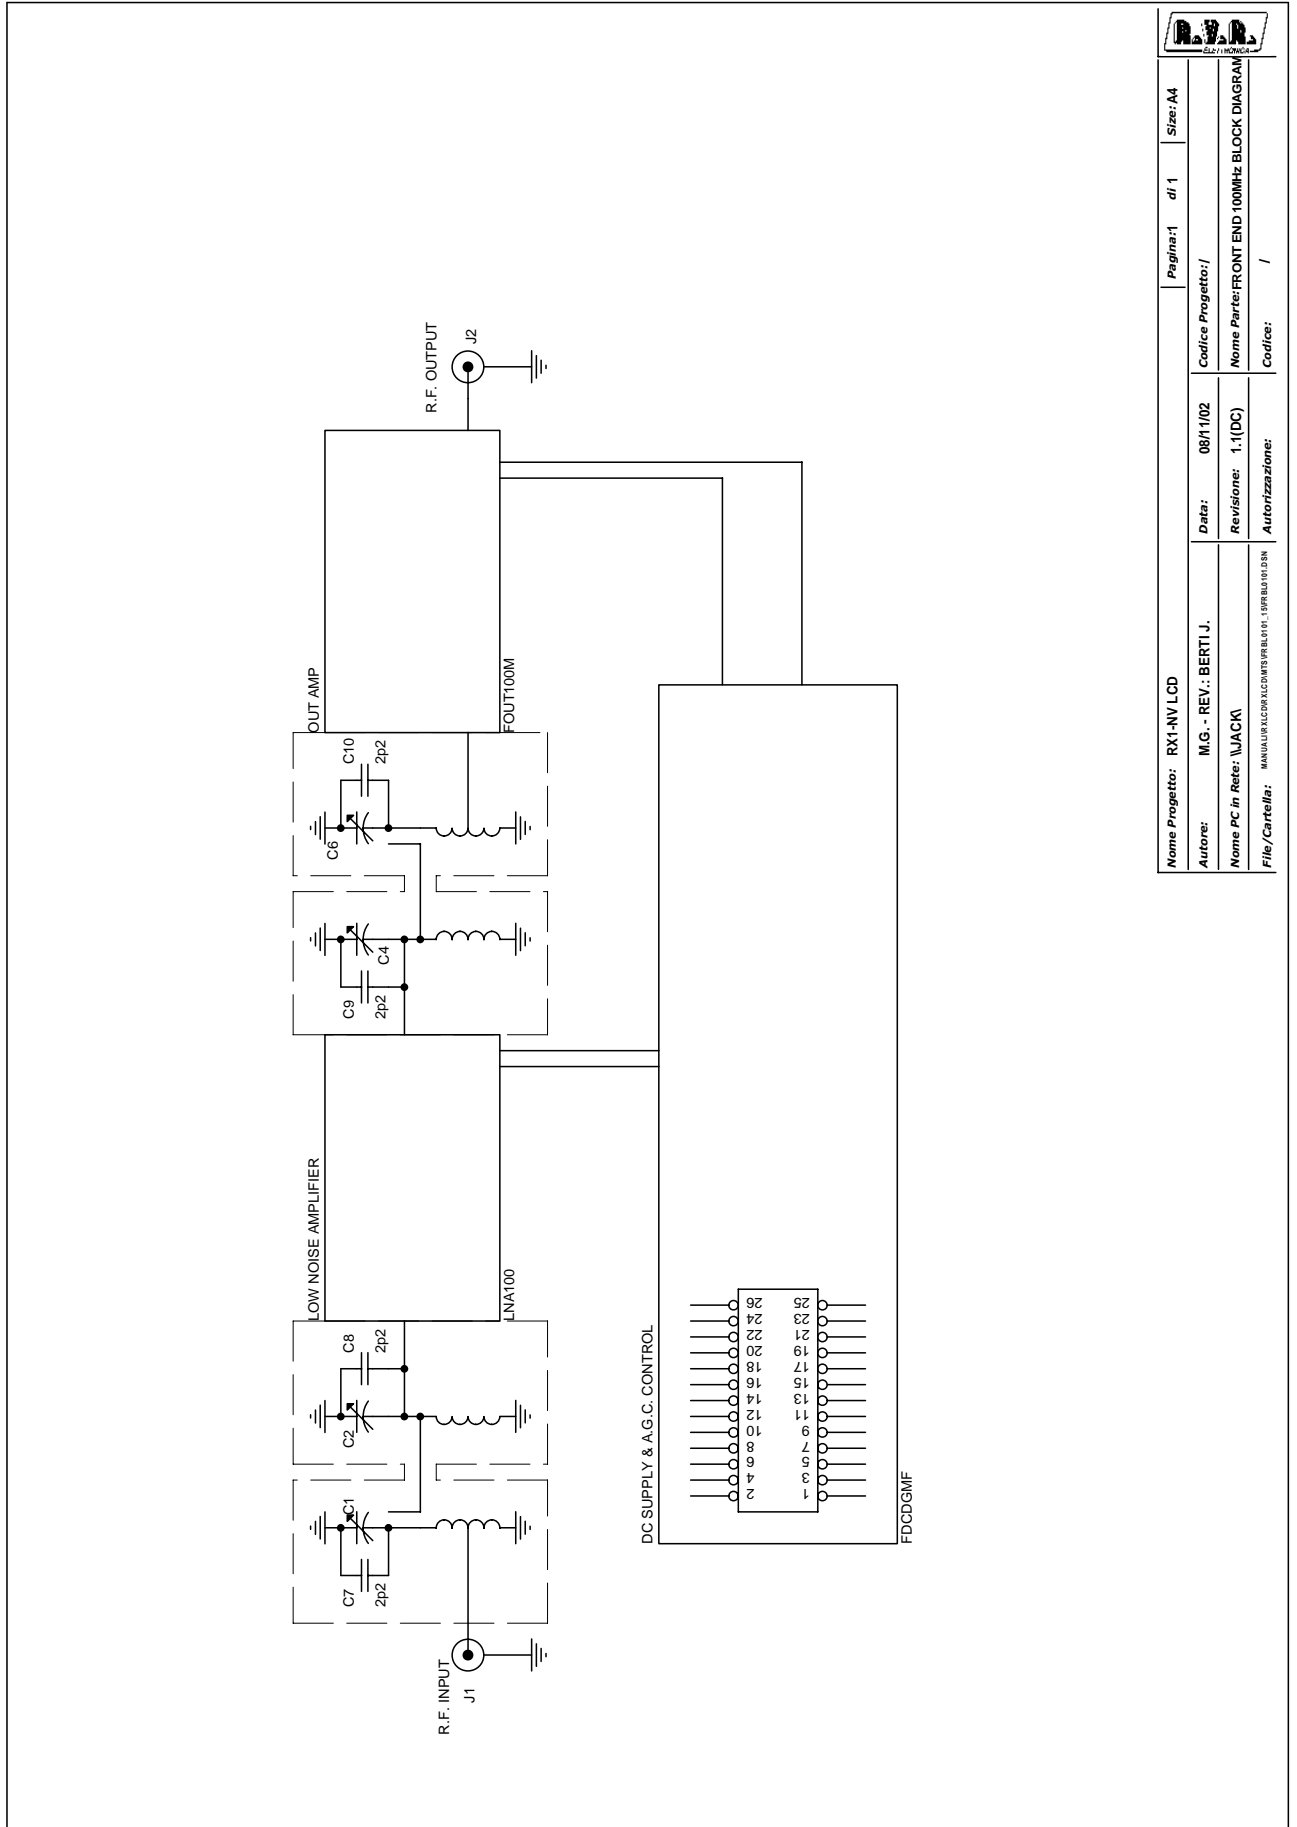 R.F. INPUT
J1
C7
2p2
C1
C2
C8
2p2
LOW NOISE AMPLIFIER
LNA100
C9
2p2
C4
C6
C10
2p2
OUT AMP
FOUT100M
R.F. OUTPUT
J2
DC SUPPLY & A.G.C. CONTROL
2 4 6 8 10 12 14 16 18 20 22 24 26
1 3 5 7 9 11 13 15 17 19 21 23 25
FDCDGMF
Nome Progetto: RX1-NV LCD Pagina:1 di 1 Size: A4
Autore: M.G. - REV.: BERTI J. Data: 08/11/02 Codice Progetto:/
Nome PC in Rete: \\JACK\ Revisione: 1.1(DC) Nome Parte:FRONT END 100MHz BLOCK DIAGRAM
File/Cartella: Autorizzazione: Codice: /
R.V.R.
ELETTRONICA